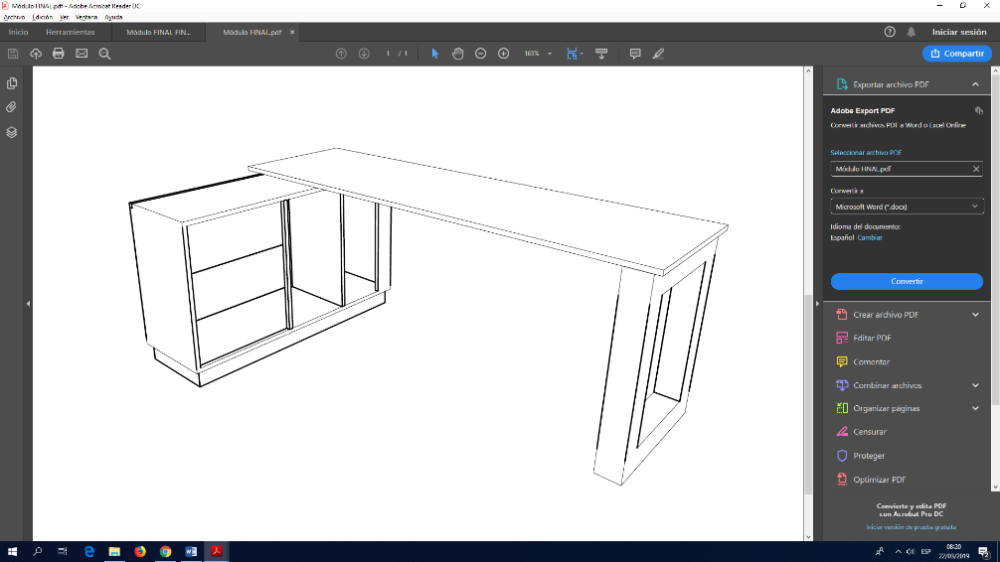 Módulo FINAL.pdf - Adobe Acrobat Reader DC
Archivo Edición Ver Ventana Ayuda
Inicio Herramientas Módulo FINAL FIN... Módulo FINAL.pdf × Iniciar sesión
1 / 1 163% Compartir
Exportar archivo PDF
Adobe Export PDF
Convertir archivos PDF a Word o Excel Online
Seleccionar archivo PDF
Módulo FINAL.pdf
Convertir a
Microsoft Word (*.docx)
Idioma del documento:
Español Cambiar
Convertir
Crear archivo PDF
Editar PDF
Comentar
Combinar archivos
Organizar páginas
Censurar
Proteger
Optimizar PDF
Convierte y edita PDF
con Acrobat Pro DC
Iniciar versión de prueba gratuita
ESP 08:20
22/03/2019